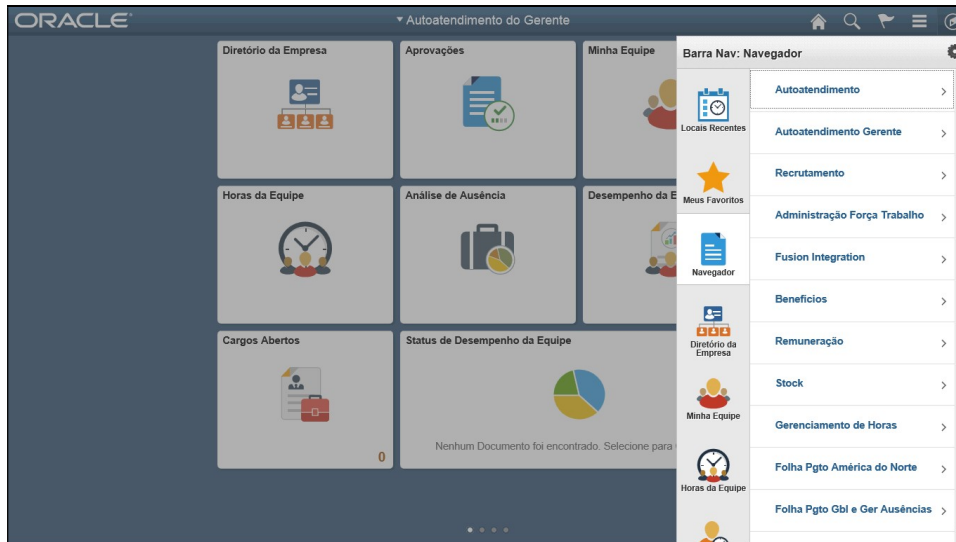 ORACLE
Autoatendimento do Gerente
Diretório da Empresa
Aprovações
Minha Equipe
Horas da Equipe
Análise de Ausência
Desempenho da E
Cargos Abertos
0
Status de Desempenho da Equipe
Nenhum Documento foi encontrado. Selecione para
Barra Nav: Navegador
Locais Recentes
Meus Favoritos
Navegador
Diretório da
Empresa
Minha Equipe
Horas da Equipe
Autoatendimento
Autoatendimento Gerente
Recrutamento
Administração Força Trabalho
Fusion Integration
Benefícios
Remuneração
Stock
Gerenciamento de Horas
Folha Pgto América do Norte
Folha Pgto Gbl e Ger Ausências